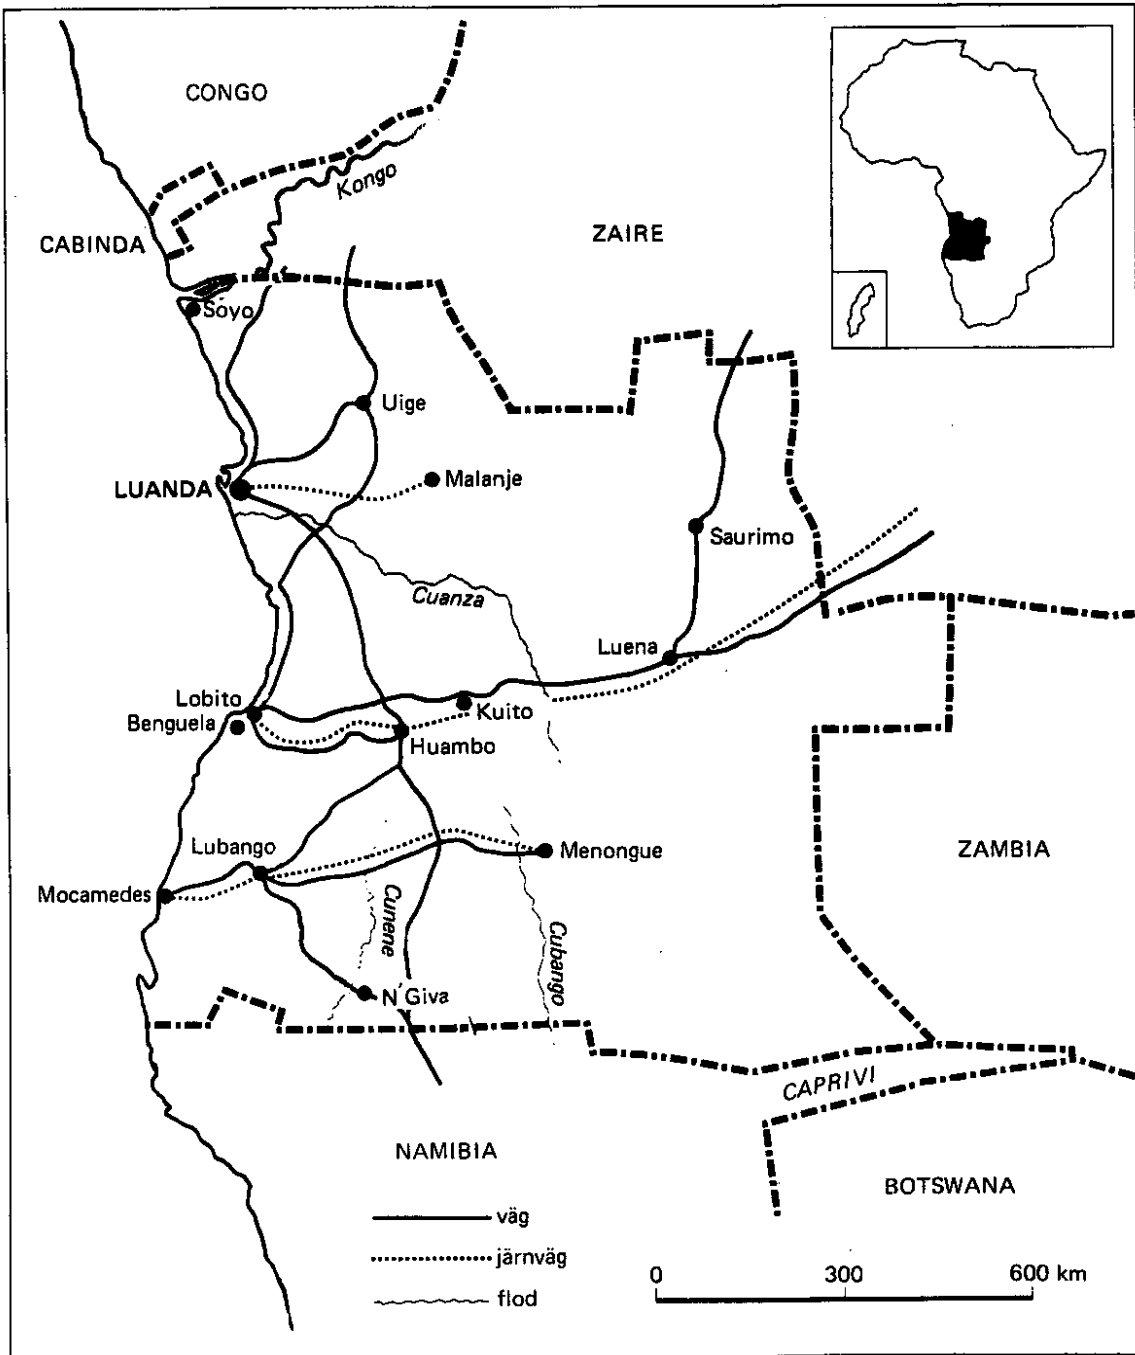 CONGO
Kongo
CABINDA
ZAIRE
Soyo
Uige
LUANDA
Malanje
Saurimo
Cuanza
Luena
Lobito
Benguela
Kuito
Huambo
Lubango
Menongue
ZAMBIA
Mocamedes
Cunene
Cubango
N Giva
CAPRIVI
NAMIBIA
BOTSWANA
väg
järnväg
flod
0 300 600 km